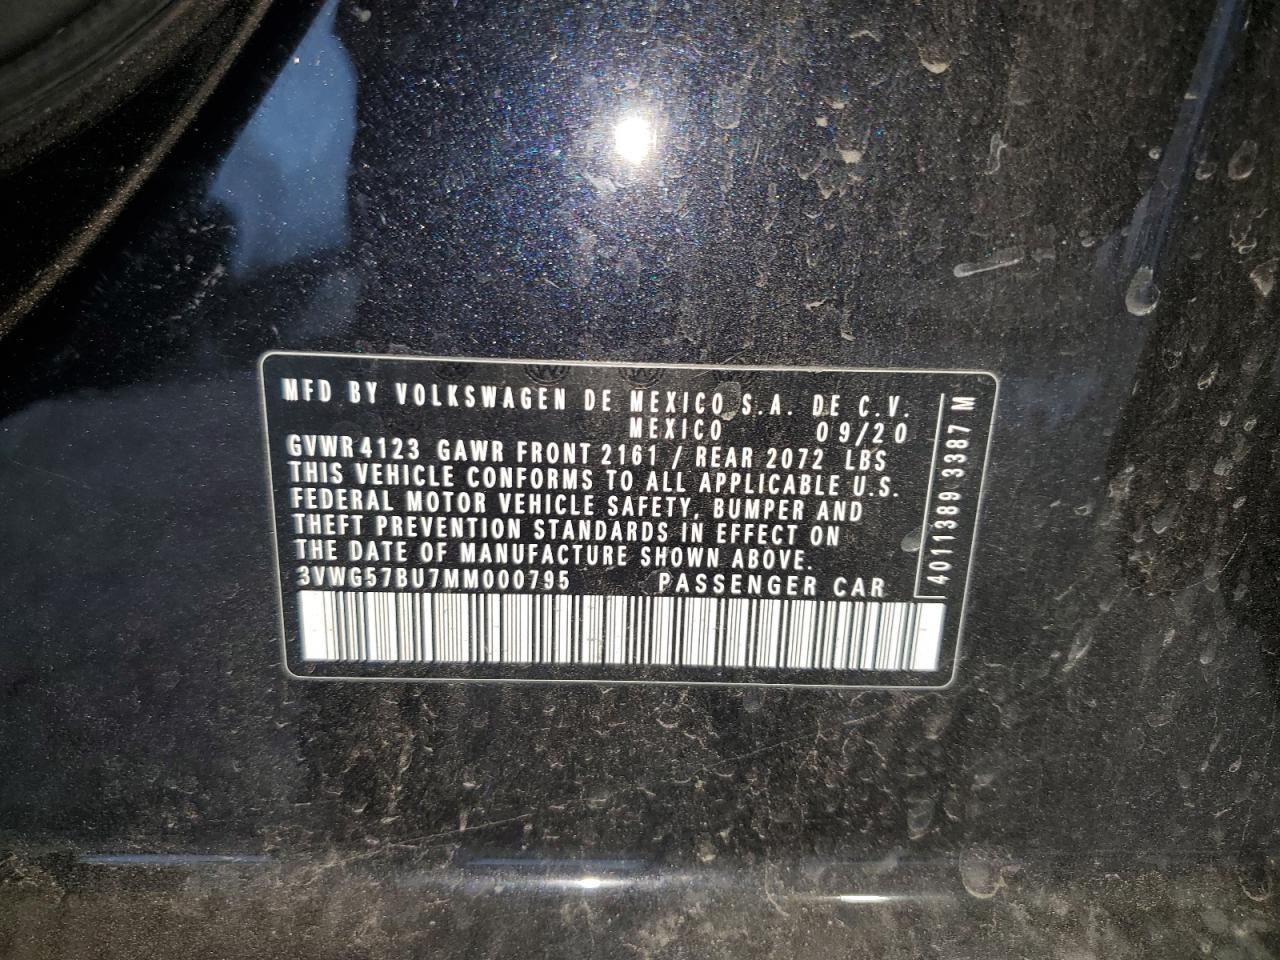 MFD BY VOLKSWAGEN DE MEXICO S.A. DE C.V.
MEXICO 09/20
GVWR 4123 GAWR FRONT 2161 / REAR 2072 LBS
THIS VEHICLE CONFORMS TO ALL APPLICABLE U.S.
FEDERAL MOTOR VEHICLE SAFETY, BUMPER AND
THEFT PREVENTION STANDARDS IN EFFECT ON
THE DATE OF MANUFACTURE SHOWN ABOVE.
3VWG57BU7MM000795 PASSENGER CAR
4011389 3387 M